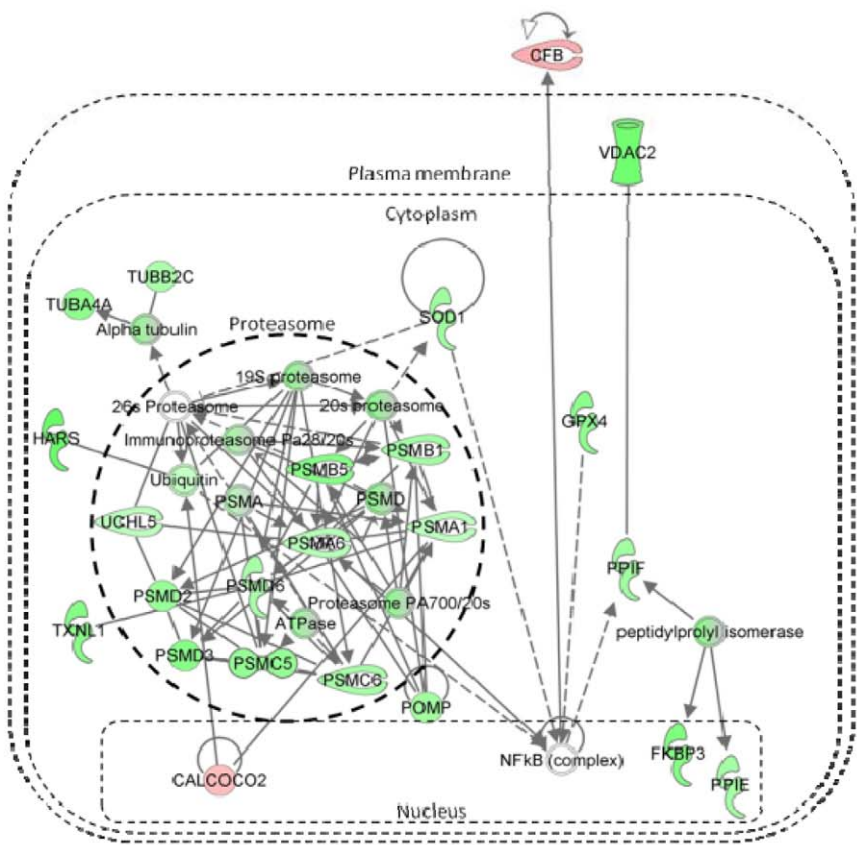 CFB
VDAC2
Plasma membrane
Cytoplasm
TUBB2C
TUBA4A
Alpha tubulin
Proteasome
SOD1
19S proteasome
26s Proteasome
20s proteasome
GPX4
HARS
Immunoproteasome Pa28/20s
PSMB1
PSMB5
Ubiquitin
PSMA
PSMD
UCHL5
PSMA1
PSMA6
PPIF
PSMD6
PSMD2
Proteasome PA700/20s
TXNL1
ATPase
peptidylprolyl isomerase
PSMD3
PSMC5
PSMC6
POMP
NFkB (complex)
FKBP3
CALCOCO2
PPIE
Nucleus